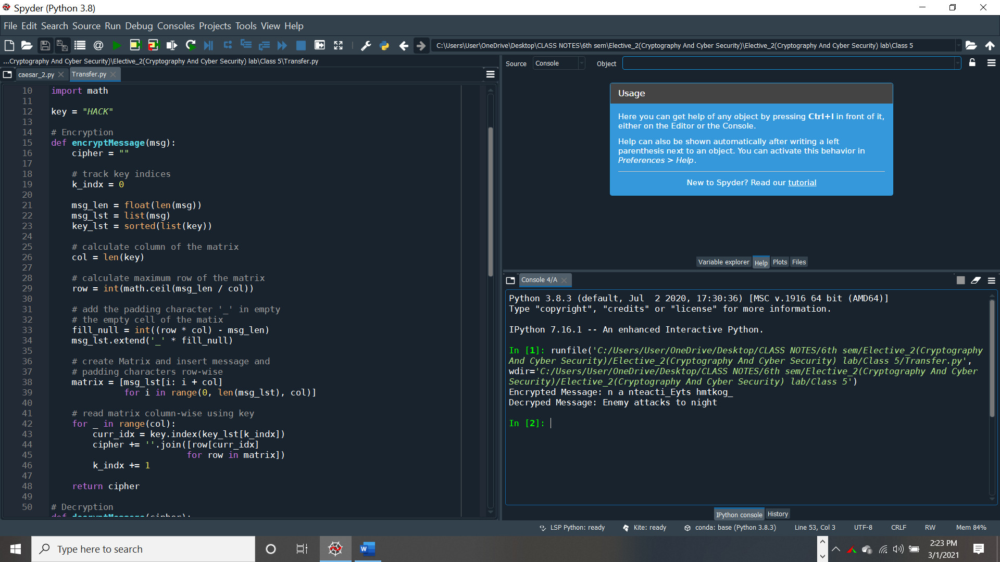 Spyder (Python 3.8)
File Edit Search Source Run Debug Consoles Projects Tools View Help
C:\Users\User\OneDrive\Desktop\CLASS NOTES\6th sem\Elective_2(Cryptography And Cyber Security)\Elective_2(Cryptography And Cyber Security) lab\Class 5
...Cryptography And Cyber Security)\Elective_2(Cryptography And Cyber Security) lab\Class 5\Transfer.py
caesar_2.py Transfer.py
10 import math
11
12 key = "HACK"
13
14 # Encryption
15 def encryptMessage(msg):
16 cipher = ""
17
18 # track key indices
19 k_indx = 0
20
21 msg_len = float(len(msg))
22 msg_lst = list(msg)
23 key_lst = sorted(list(key))
24
25 # calculate column of the matrix
26 col = len(key)
27
28 # calculate maximum row of the matrix
29 row = int(math.ceil(msg_len / col))
30
31 # add the padding character '_' in empty
32 # the empty cell of the matix
33 fill_null = int((row * col) - msg_len)
34 msg_lst.extend('_' * fill_null)
35
36 # create Matrix and insert message and
37 # padding characters row-wise
38 matrix = [msg_lst[i: i + col]
39 for i in range(0, len(msg_lst), col)]
40
41 # read matrix column-wise using key
42 for _ in range(col):
43 curr_idx = key.index(key_lst[k_indx])
44 cipher += ''.join([row[curr_idx]
45 for row in matrix])
46 k_indx += 1
47
48 return cipher
49
50 # Decryption
def decryptMessage(cipher):
Source Console Object
Usage
Here you can get help of any object by pressing Ctrl+I in front of it,
either on the Editor or the Console.
Help can also be shown automatically after writing a left
parenthesis next to an object. You can activate this behavior in
Preferences > Help.
New to Spyder? Read our tutorial
Variable explorer Help Plots Files
Console 4/A
Python 3.8.3 (default, Jul  2 2020, 17:30:36) [MSC v.1916 64 bit (AMD64)]
Type "copyright", "credits" or "license" for more information.
IPython 7.16.1 -- An enhanced Interactive Python.
In [1]: runfile('C:/Users/User/OneDrive/Desktop/CLASS NOTES/6th sem/Elective_2(Cryptography
And Cyber Security)/Elective_2(Cryptography And Cyber Security) lab/Class 5/Transfer.py',
wdir='C:/Users/User/OneDrive/Desktop/CLASS NOTES/6th sem/Elective_2(Cryptography And Cyber
Security)/Elective_2(Cryptography And Cyber Security) lab/Class 5')
Encrypted Message: n a nteacti_Eyts hmtkog_
Decryped Message: Enemy attacks to night
In [2]:
IPython console History
LSP Python: ready Kite: ready conda: base (Python 3.8.3) Line 53, Col 3 UTF-8 CRLF RW Mem 84%
Type here to search
W
2:23 PM
3/1/2021